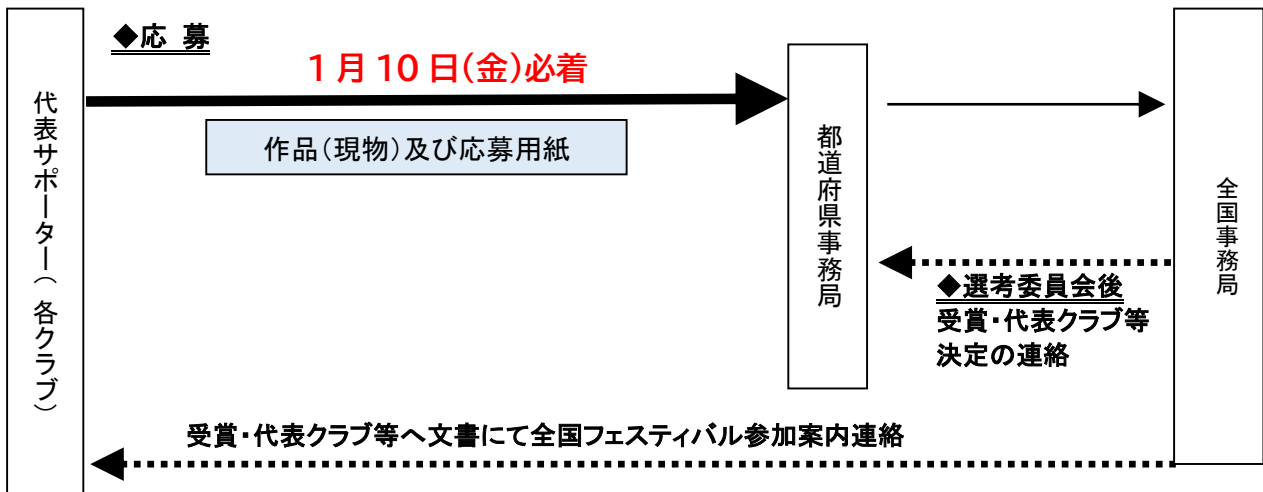 ◆応 募
1月10日(金)必着
作品(現物)及び応募用紙
代表サポーター(各クラブ)
都道府県事務局
全国事務局
◆選考委員会後
受賞・代表クラブ等
決定の連絡
受賞・代表クラブ等へ文書にて全国フェスティバル参加案内連絡